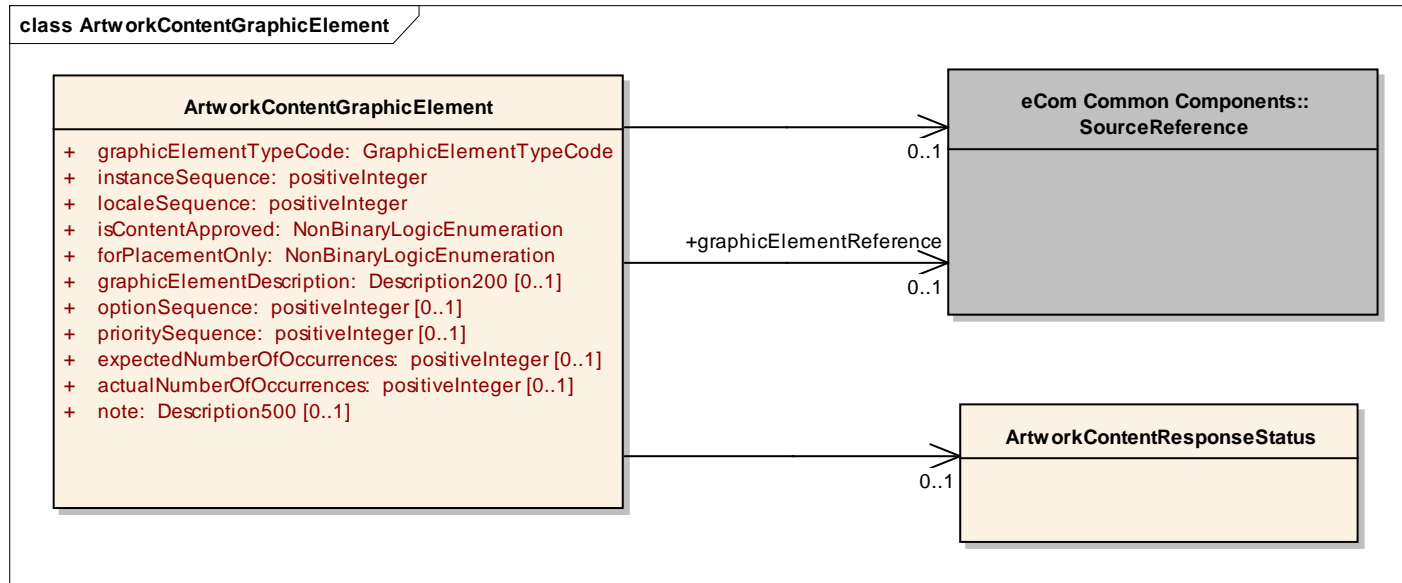 class ArtworkContentGraphicElement
ArtworkContentGraphicElement
+ graphicElementTypeCode: GraphicElementTypeCode
+ instanceSequence: positiveInteger
+ localeSequence: positiveInteger
+ isContentApproved: NonBinaryLogicEnumeration
+ forPlacementOnly: NonBinaryLogicEnumeration
+ graphicElementDescription: Description200 [0..1]
+ optionSequence: positiveInteger [0..1]
+ prioritySequence: positiveInteger [0..1]
+ expectedNumberOfOccurrences: positiveInteger [0..1]
+ actualNumberOfOccurrences: positiveInteger [0..1]
+ note: Description500 [0..1]
eCom Common Components::
SourceReference
0..1
+graphicElementReference
0..1
ArtworkContentResponseStatus
0..1